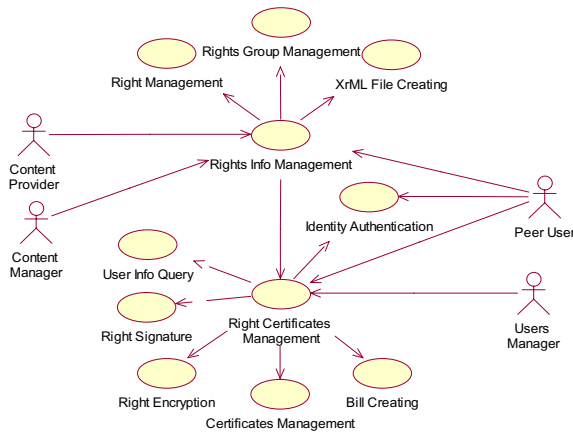 Rights Group Management
Right Management
XrML File Creating
Content
Provider
Rights Info Management
Content
Manager
Identity Authentication
Peer User
User Info Query
Right Signature
Right Certificates
Management
Users
Manager
Right Encryption
Bill Creating
Certificates Management